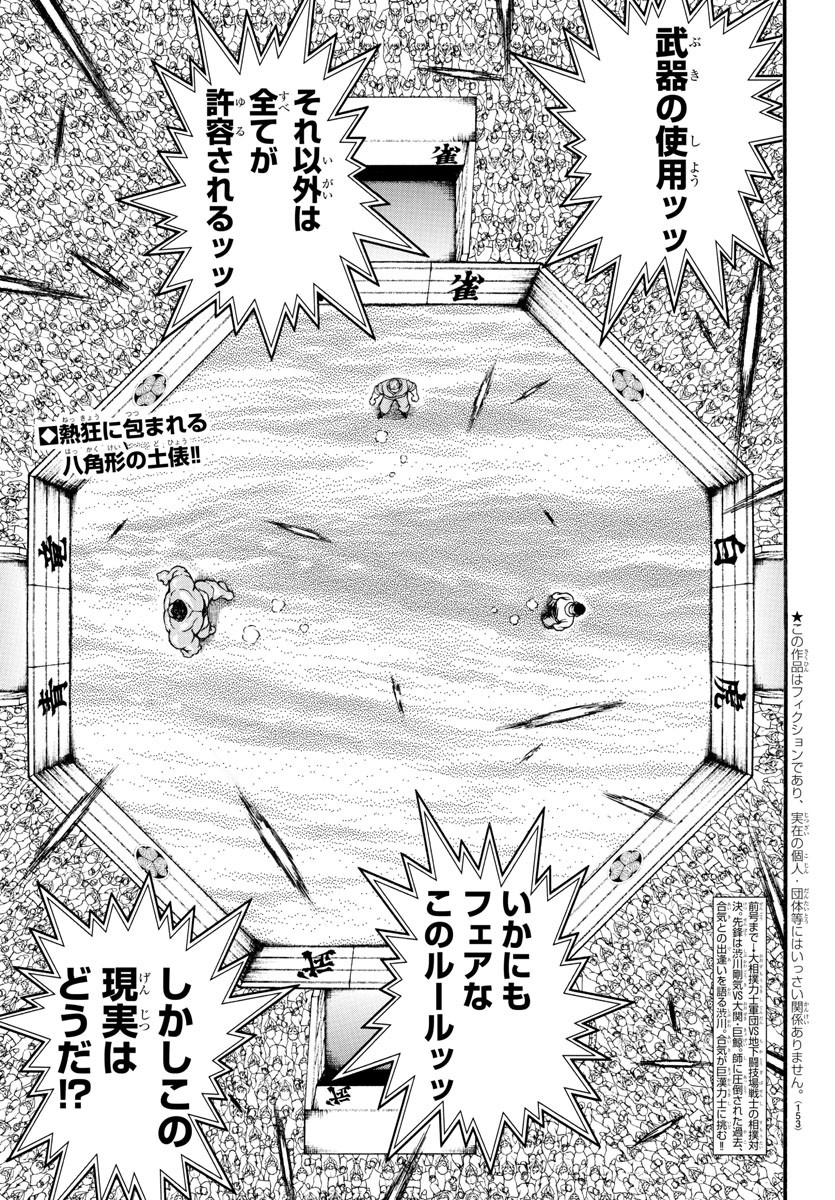 武器の使用ッッ
それ以外は
全てが
許容されるッッ
◆熱狂に包まれる
八角形の土俵!!
雀
雀
白
虎
武
武
いかにも
フェアな
このルールッッ
しかしこの
現実は
どうだ!?
★この作品はフィクションであり、実在の個人・団体等にはいっさい関係ありません。
(153)
前号まで―大相撲力士軍団VS地下闘技場戦士の相撲対
決。先鋒は渋川剛気VS大関・巨鯨。師に圧倒された過去、
合気との出逢いを語る渋川。合気が巨漢力士に挑む!!